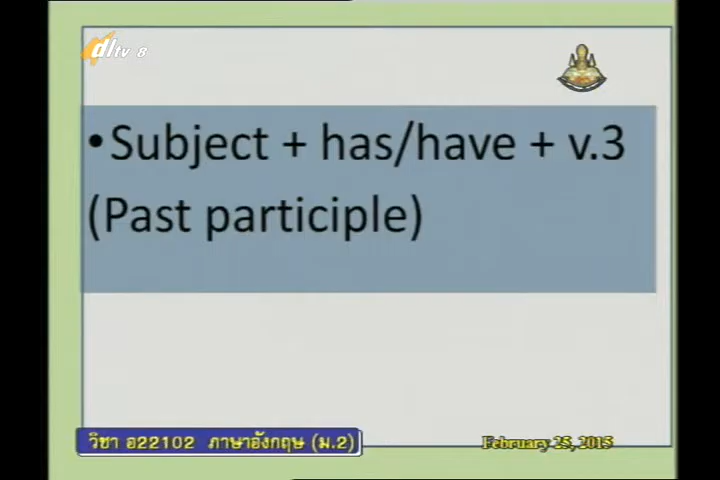 dltv 8
•Subject + has/have + v.3
(Past participle)
วิชา อ22102 ภาษาอังกฤษ (ม.2)
February 25, 2015